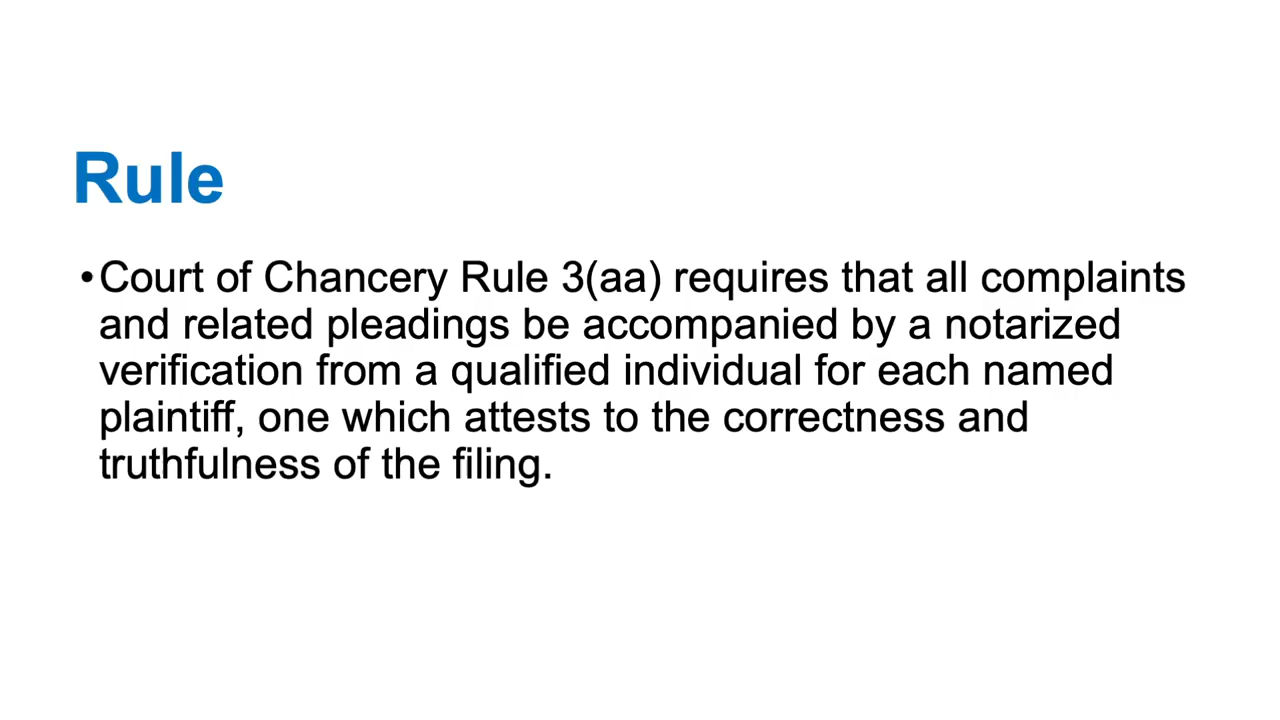 Rule
•Court of Chancery Rule 3(aa) requires that all complaints
and related pleadings be accompanied by a notarized
verification from a qualified individual for each named
plaintiff, one which attests to the correctness and
truthfulness of the filing.